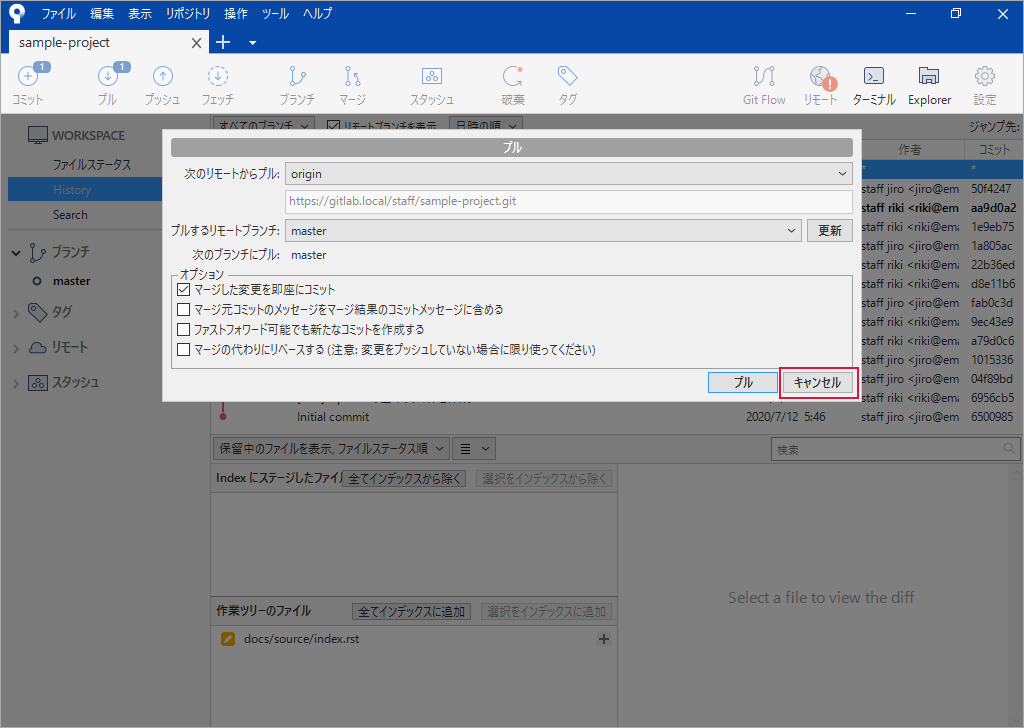 ファイル 編集 表示 リポジトリ 操作 ツール ヘルプ
sample-project
1 1
コミット プル プッシュ フェッチ ブランチ マージ スタッシュ 破棄 タグ Git Flow リモート ターミナル Explorer 設定
WORKSPACE
ファイルステータス
History
Search
ブランチ
master
タグ
リモート
スタッシュ
すべてのブランチ リモートブランチを表示 日時の順 ジャンプ先:
作者 コミット
* *
プル
次のリモートからプル: origin
https://gitlab.local/staff/sample-project.git
プルするリモートブランチ: master 更新
次のブランチにプル: master
オプション
マージした変更を即座にコミット
マージ元コミットのメッセージをマージ結果のコミットメッセージに含める
ファストフォワード可能でも新たなコミットを作成する
マージの代わりにリベースする (注意: 変更をプッシュしていない場合に限り使ってください)
プル キャンセル
staff jiro <jiro@em 50f4247
staff riki <riki@em aa9d0a2
staff riki <riki@em 1e9eb75
staff jiro <jiro@em 1a805ac
staff riki <riki@em 22b36ed
staff riki <riki@em d8e11b6
staff jiro <jiro@em fab0c3d
staff riki <riki@em 9ec43e9
staff riki <riki@em a79d0c6
staff jiro <jiro@em 1015336
staff jiro <jiro@em 04f89bd
staff riki <riki@em 6956cb5
Initial commit 2020/7/12 5:46 staff jiro <jiro@em 6500985
保留中のファイルを表示, ファイルステータス順 検索
Index にステージしたファイル 全てインデックスから除く 選択をインデックスから除く
Select a file to view the diff
作業ツリーのファイル 全てインデックスに追加 選択をインデックスに追加
docs/source/index.rst